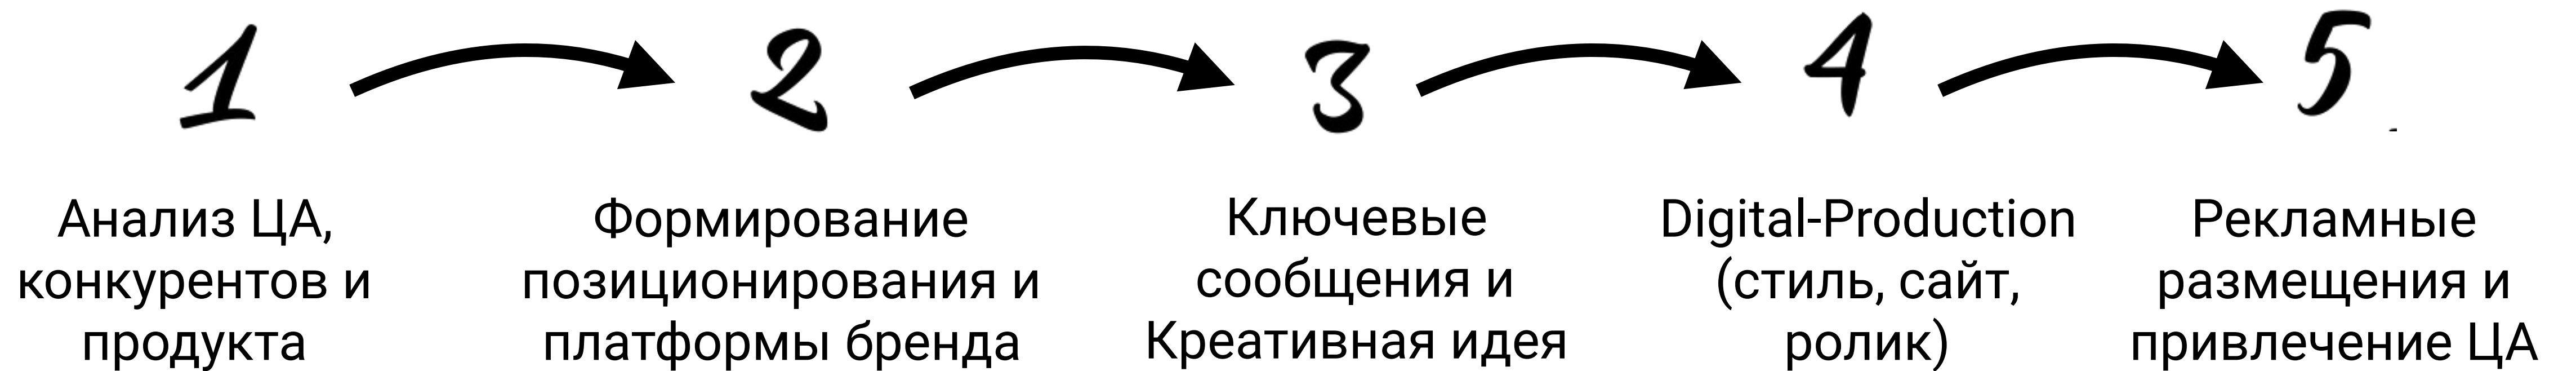 1
2
3
4
5
Анализ ЦА,
конкурентов и
продукта
Формирование
позиционирования и
платформы бренда
Ключевые
сообщения и
Креативная идея
Digital-Production
(стиль, сайт,
ролик)
Рекламные
размещения и
привлечение ЦА